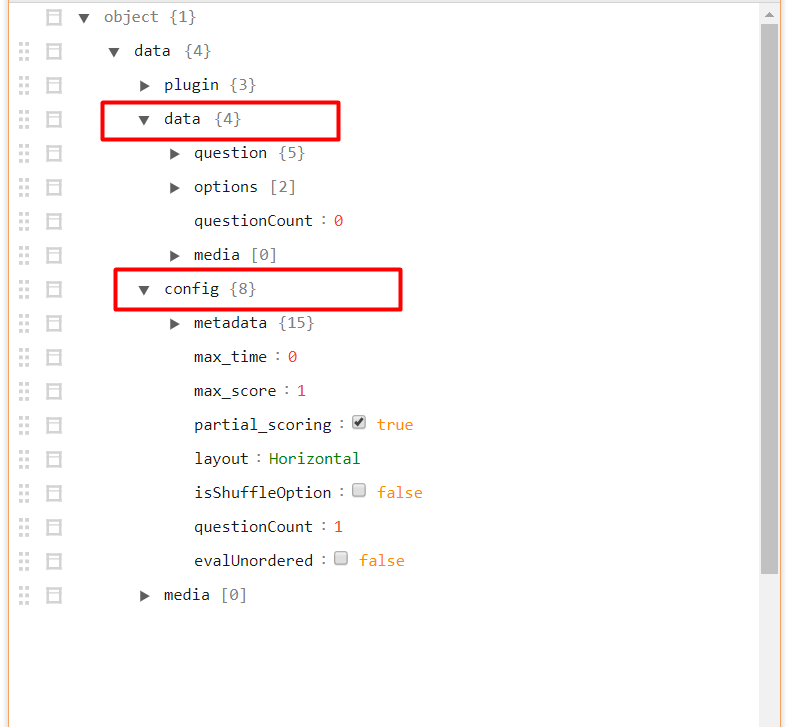 object {1}
data {4}
plugin {3}
data {4}
question {5}
options [2]
questionCount : 0
media [0]
config {8}
metadata {15}
max_time : 0
max_score : 1
partial_scoring : true
layout : Horizontal
isShuffleOption : false
questionCount : 1
evalUnordered : false
media [0]